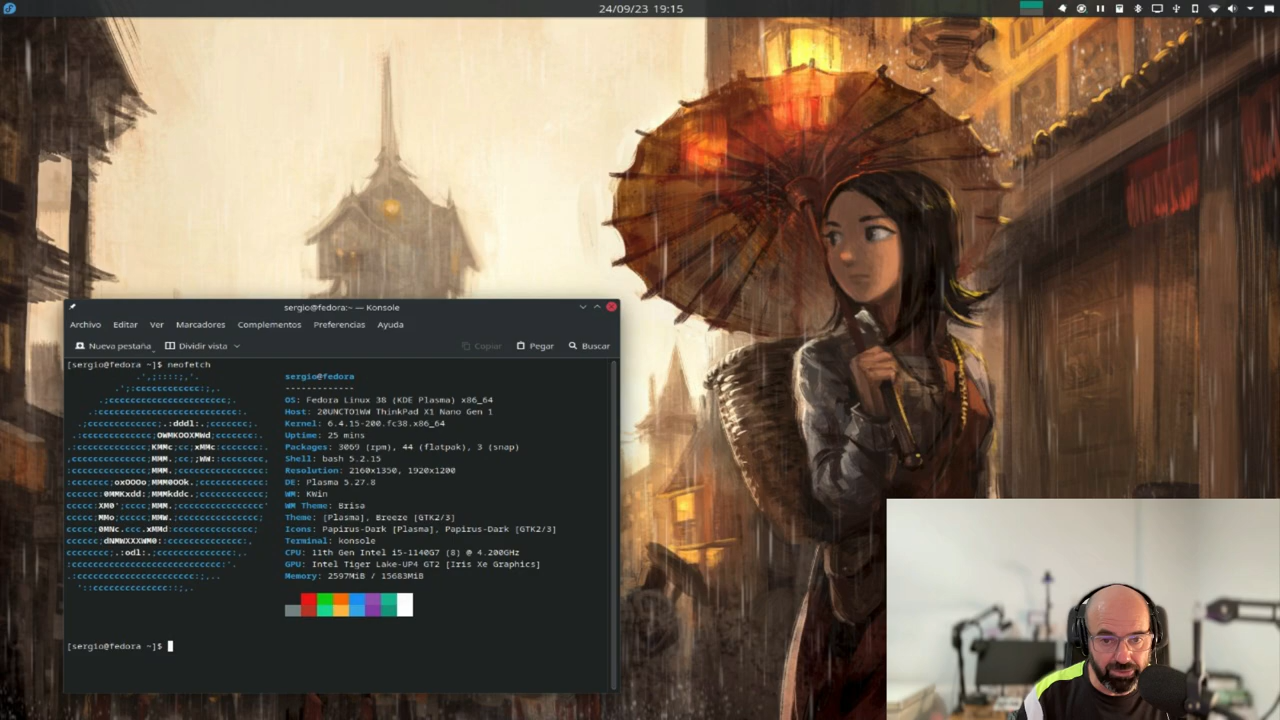 24/09/23 19:15
sergio@fedora:~ — Konsole
Archivo Editar Ver Marcadores Complementos Preferencias Ayuda
Nueva pestaña Dividir vista Copiar Pegar Buscar
[sergio@fedora ~]$ neofetch
sergio@fedora
-------------
OS: Fedora Linux 38 (KDE Plasma) x86_64
Host: 20UNCTO1WW ThinkPad X1 Nano Gen 1
Kernel: 6.4.15-200.fc38.x86_64
Uptime: 25 mins
Packages: 3069 (rpm), 44 (flatpak), 3 (snap)
Shell: bash 5.2.15
Resolution: 2160x1350, 1920x1200
DE: Plasma 5.27.8
WM: KWin
WM Theme: Brisa
Theme: [Plasma], Breeze [GTK2/3]
Icons: Papirus-Dark [Plasma], Papirus-Dark [GTK2/3]
Terminal: konsole
CPU: 11th Gen Intel i5-1140G7 (8) @ 4.200GHz
GPU: Intel Tiger Lake-UP4 GT2 [Iris Xe Graphics]
Memory: 2597MiB / 15683MiB
[sergio@fedora ~]$